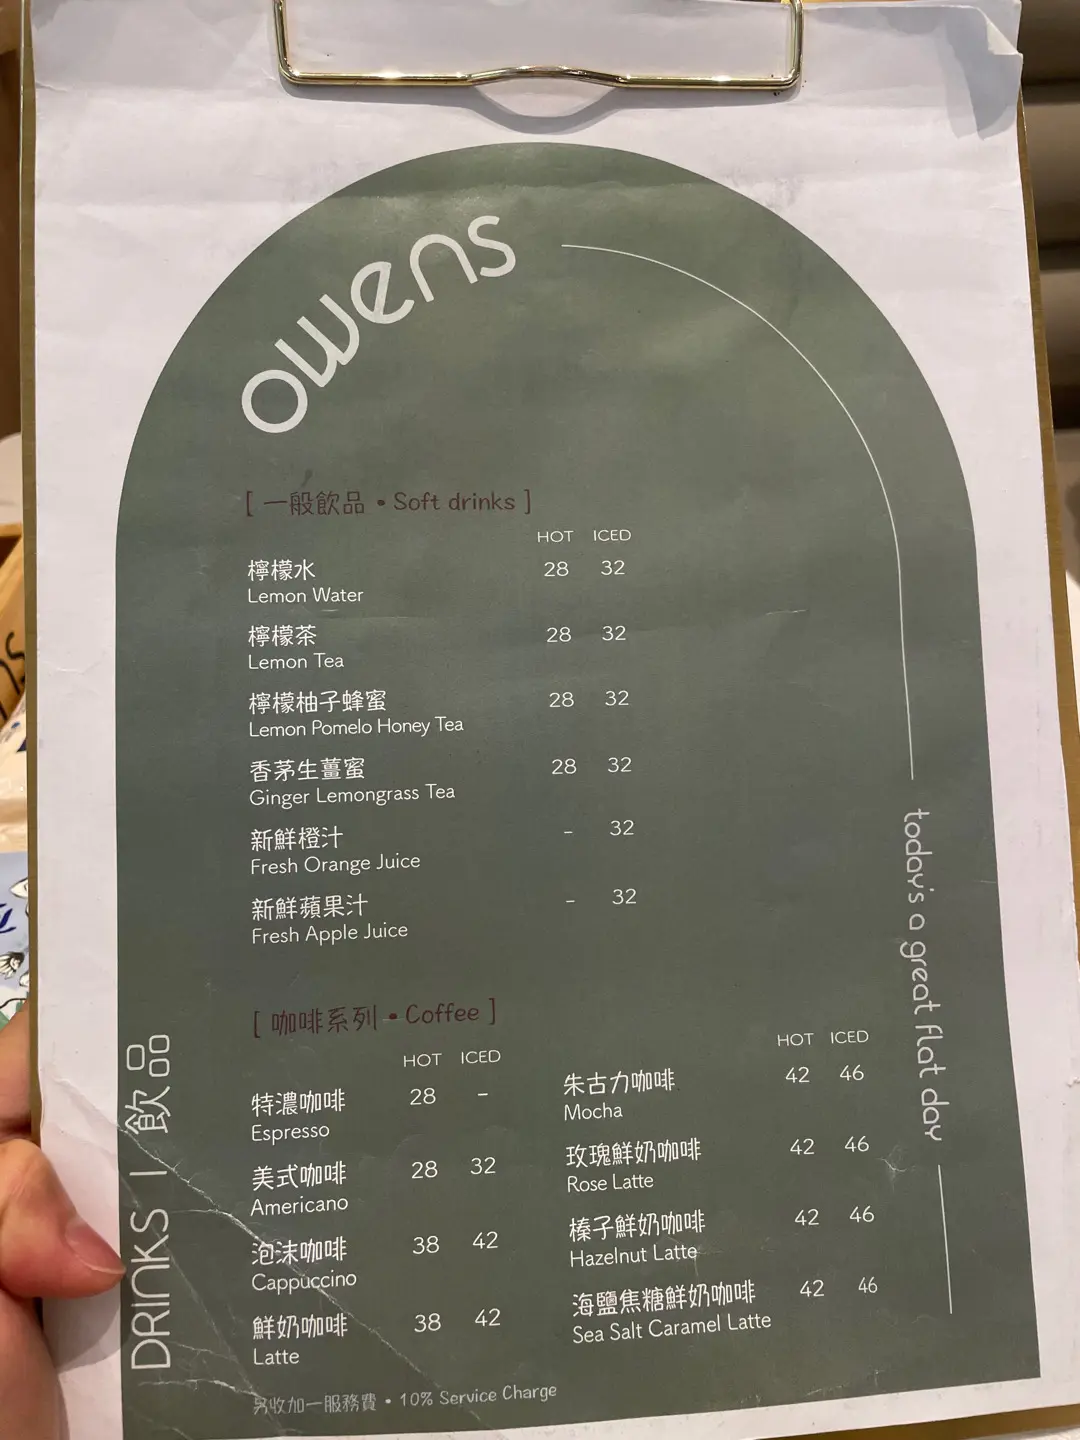 owens
[ 一般飲品 • Soft drinks ]
HOT ICED
檸檬水 28 32
Lemon Water
檸檬茶 28 32
Lemon Tea
檸檬柚子蜂蜜 28 32
Lemon Pomelo Honey Tea
香茅生薑蜜 28 32
Ginger Lemongrass Tea
新鮮橙汁 – 32
Fresh Orange Juice
新鮮蘋果汁 – 32
Fresh Apple Juice
[ 咖啡系列 • Coffee ]
HOT ICED
特濃咖啡 28 –
Espresso
美式咖啡 28 32
Americano
泡沫咖啡 38 42
Cappuccino
鮮奶咖啡 38 42
Latte
HOT ICED
朱古力咖啡 42 46
Mocha
玫瑰鮮奶咖啡 42 46
Rose Latte
榛子鮮奶咖啡 42 46
Hazelnut Latte
海鹽焦糖鮮奶咖啡 42 46
Sea Salt Caramel Latte
另收加一服務費 • 10% Service Charge
DRINKS | 飲品
today's a great flat day